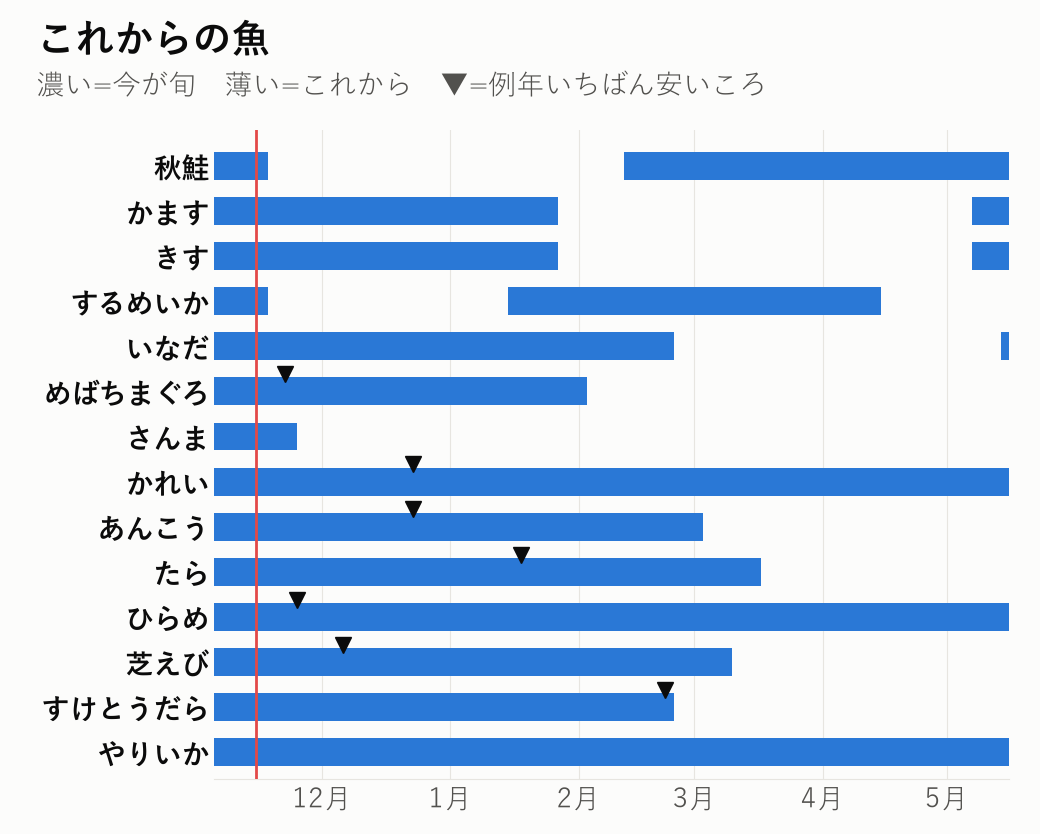 これからの魚
濃い=今が旬　薄い=これから　▼=例年いちばん安いころ
秋鮭
かます
きす
するめいか
いなだ
めばちまぐろ
さんま
かれい
あんこう
たら
ひらめ
芝えび
すけとうだら
やりいか
12月 1月 2月 3月 4月 5月